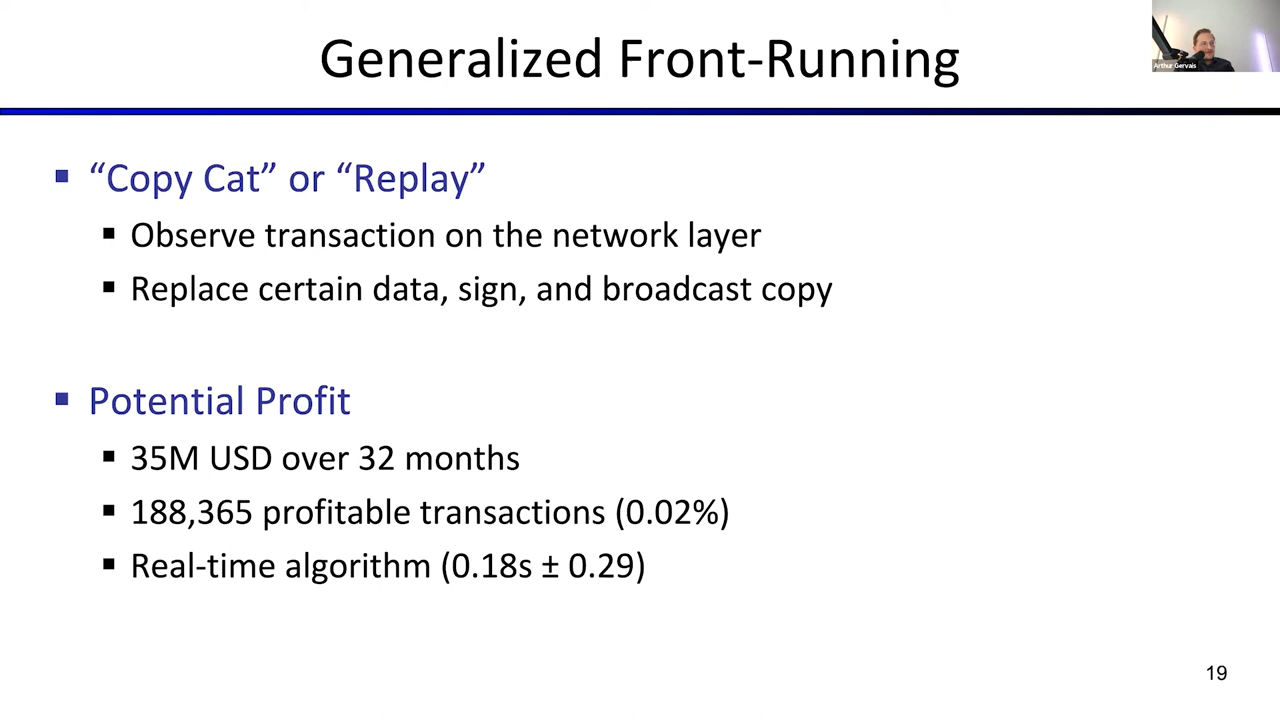 Generalized Front-Running
Arthur Gervais
▪ “Copy Cat” or “Replay”
▪ Observe transaction on the network layer
▪ Replace certain data, sign, and broadcast copy
▪ Potential Profit
▪ 35M USD over 32 months
▪ 188,365 profitable transactions (0.02%)
▪ Real-time algorithm (0.18s ± 0.29)
19